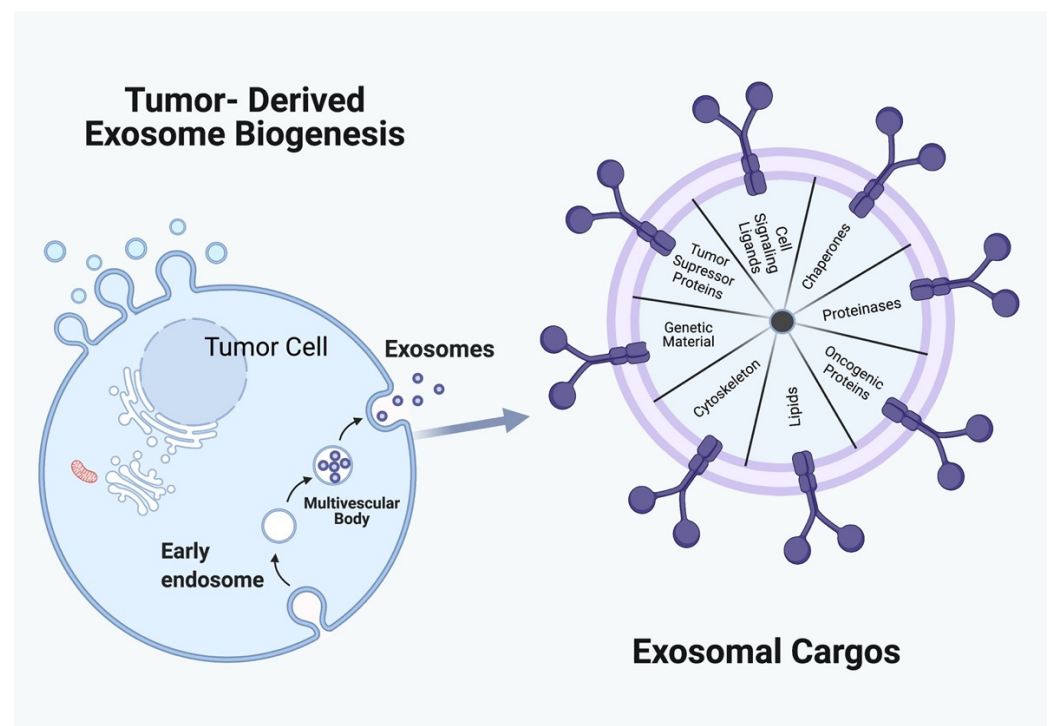 Tumor- Derived
Exosome Biogenesis
Tumor Cell
Exosomes
Multivescular
Body
Early
endosome
Cell
Signaling
Ligands
Chaperones
Proteinases
Oncogenic
Proteins
Lipids
Cytoskeleton
Genetic
Material
Tumor
Supressor
Proteins
Exosomal Cargos